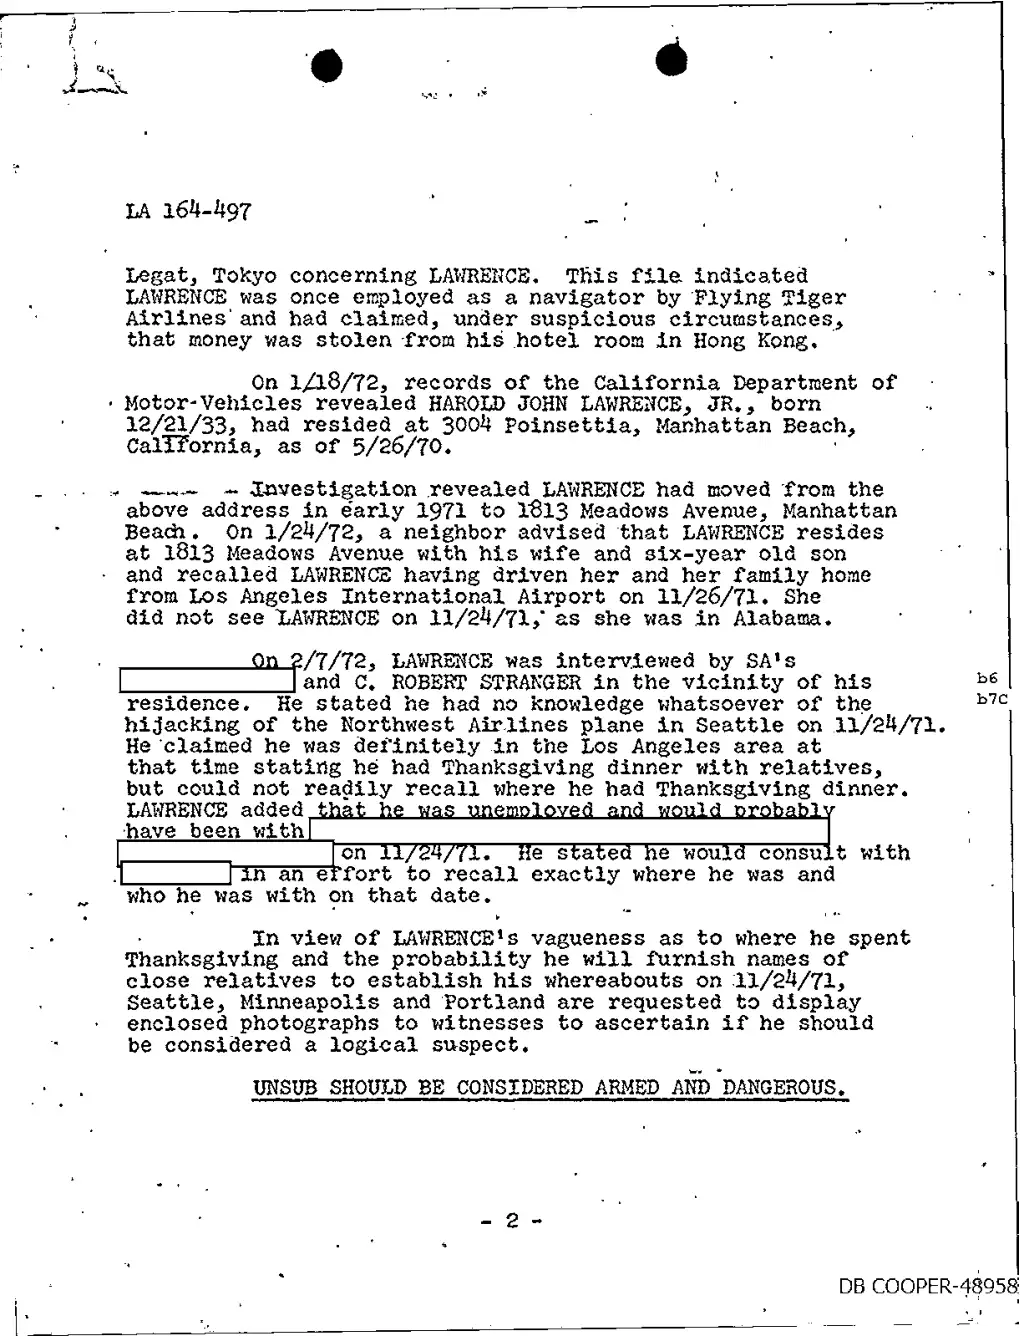 LA 164-497
Legat, Tokyo concerning LAWRENCE. This file indicated
LAWRENCE was once employed as a navigator by Flying Tiger
Airlines and had claimed, under suspicious circumstances,
that money was stolen from his hotel room in Hong Kong.
On 1/18/72, records of the California Department of
Motor Vehicles revealed HAROLD JOHN LAWRENCE, JR., born
12/21/33, had resided at 3004 Poinsettia, Manhattan Beach,
California, as of 5/26/70.
Investigation revealed LAWRENCE had moved from the
above address in early 1971 to 1813 Meadows Avenue, Manhattan
Beach. On 1/24/72, a neighbor advised that LAWRENCE resides
at 1813 Meadows Avenue with his wife and six-year old son
and recalled LAWRENCE having driven her and her family home
from Los Angeles International Airport on 11/26/71. She
did not see LAWRENCE on 11/24/71, as she was in Alabama.
On 2/7/72, LAWRENCE was interviewed by SA's
and C. ROBERT STRANGER in the vicinity of his
b6
residence. He stated he had no knowledge whatsoever of the
b7C
hijacking of the Northwest Airlines plane in Seattle on 11/24/71.
He claimed he was definitely in the Los Angeles area at
that time stating he had Thanksgiving dinner with relatives,
but could not readily recall where he had Thanksgiving dinner.
LAWRENCE added that he was unemployed and would probably
have been with
on 11/24/71. He stated he would consult with
in an effort to recall exactly where he was and
who he was with on that date.
In view of LAWRENCE's vagueness as to where he spent
Thanksgiving and the probability he will furnish names of
close relatives to establish his whereabouts on 11/24/71,
Seattle, Minneapolis and Portland are requested to display
enclosed photographs to witnesses to ascertain if he should
be considered a logical suspect.
UNSUB SHOULD BE CONSIDERED ARMED AND DANGEROUS.
- 2 -
DB COOPER-48958